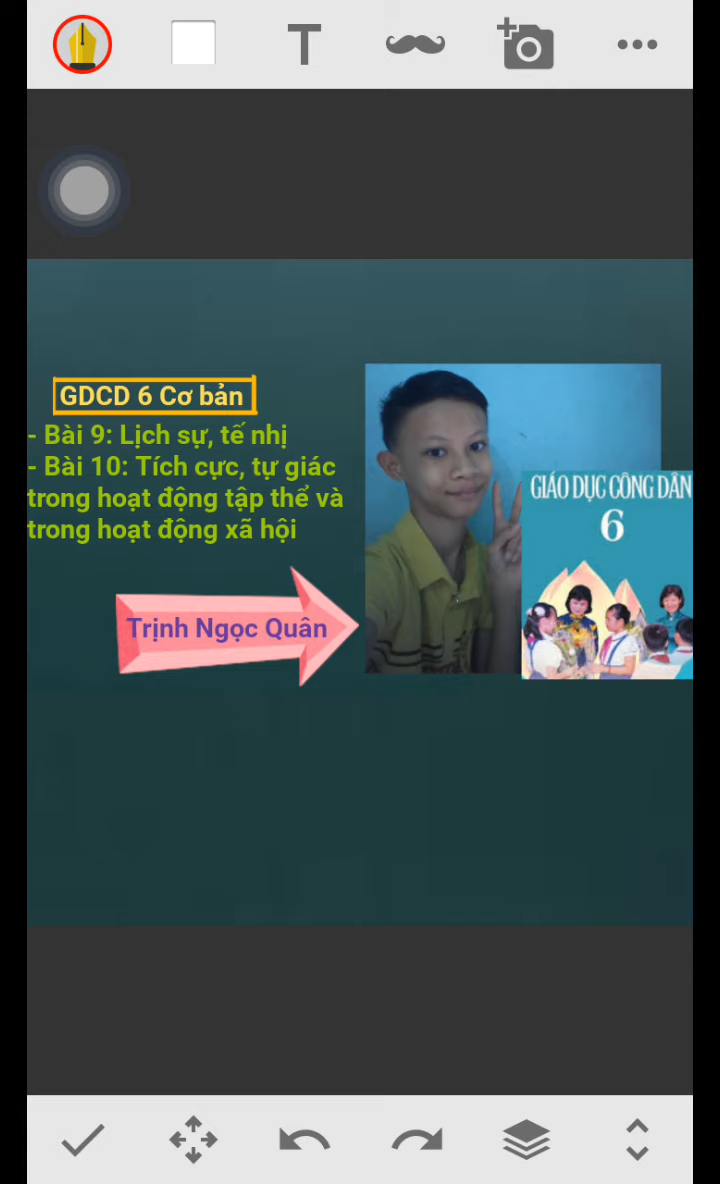 T
GDCD 6 Cơ bản
- Bài 9: Lịch sự, tế nhị
- Bài 10: Tích cực, tự giác
trong hoạt động tập thể và
trong hoạt động xã hội
GIÁO DỤC CÔNG DÂN
6
Trịnh Ngọc Quân